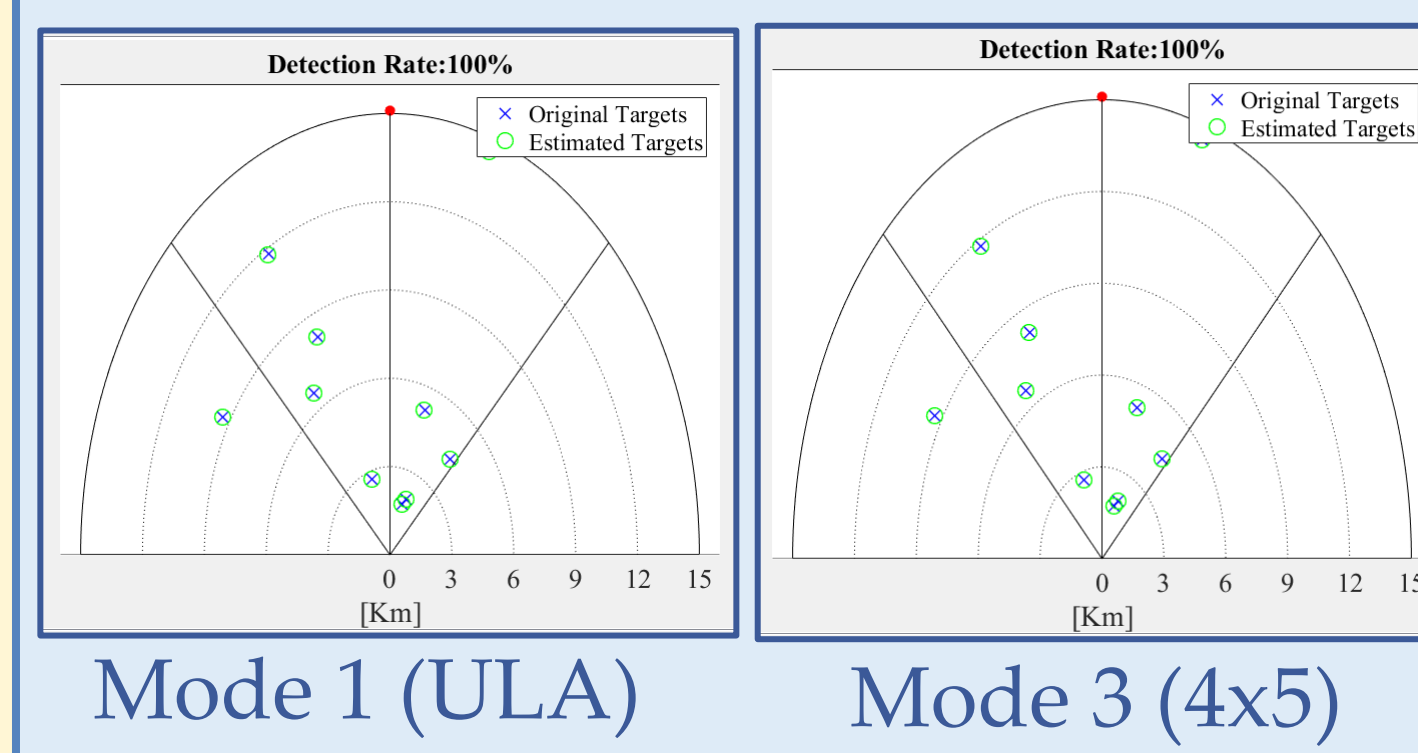 Detection Rate:100%
Original Targets
Estimated Targets
0 3 6 9 12 15
[Km]
Mode 1 (ULA)
Detection Rate:100%
Original Targets
Estimated Targets
0 3 6 9 12 15
[Km]
Mode 3 (4x5)